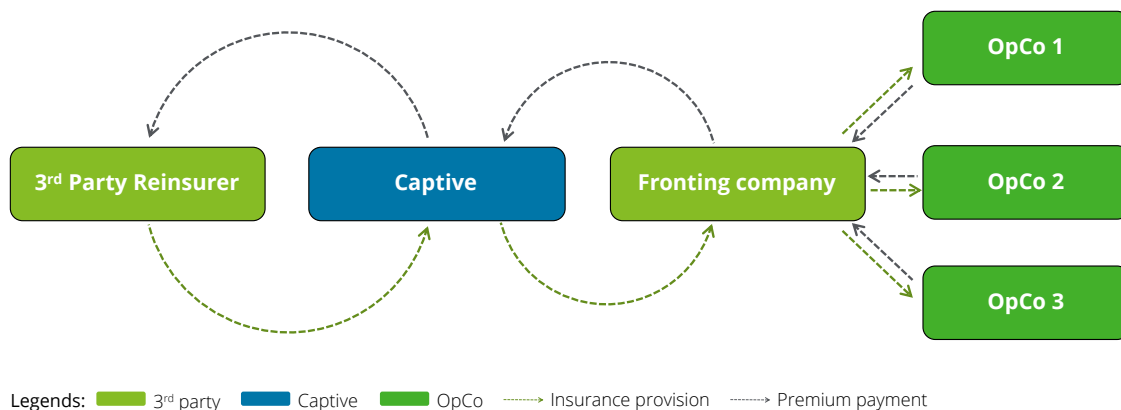 OpCo 1
3rd Party Reinsurer
Captive
Fronting company
OpCo 2
OpCo 3
Legends: 3rd party Captive OpCo Insurance provision Premium payment